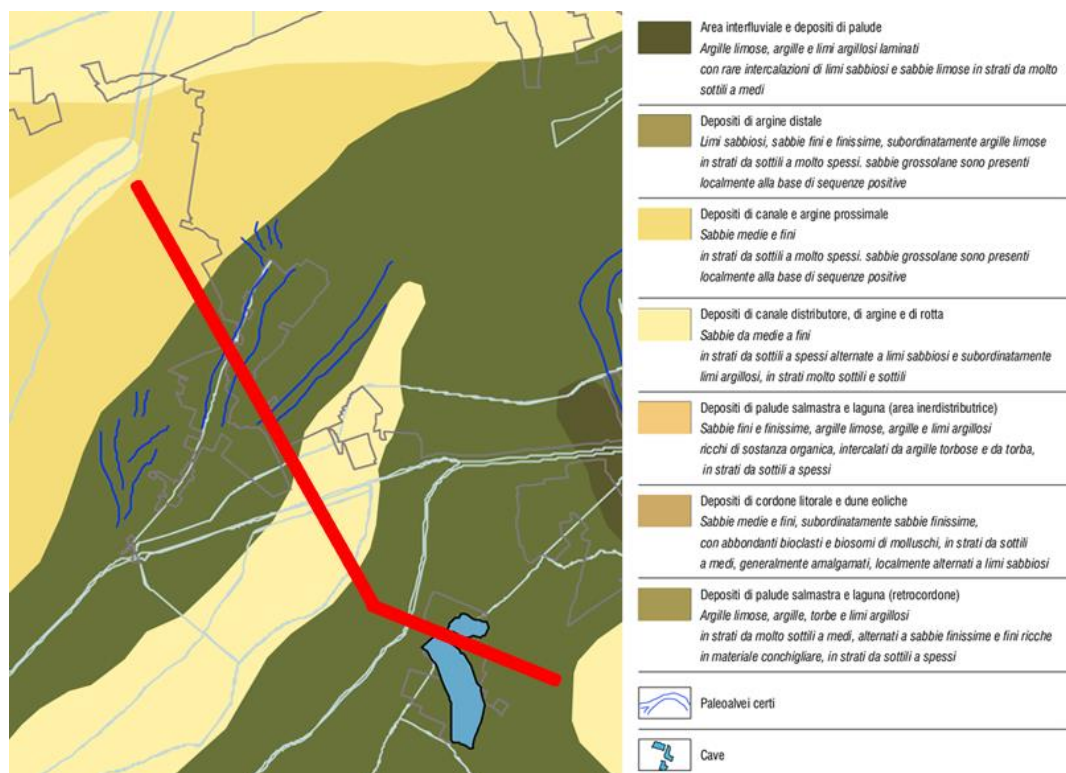 Area interfluviale e depositi di palude
Argille limose, argille e limi argillosi laminati
con rare intercalazioni di limi sabbiosi e sabbie limose in strati da molto
sottili a medi
Depositi di argine distale
Limi sabbiosi, sabbie fini e finissime, subordinatamente argille limose
in strati da sottili a molto spessi. sabbie grossolane sono presenti
localmente alla base di sequenze positive
Depositi di canale e argine prossimale
Sabbie medie e fini
in strati da sottili a molto spessi. sabbie grossolane sono presenti
localmente alla base di sequenze positive
Depositi di canale distributore, di argine e di rotta
Sabbie da medie a fini
in strati da sottili a spessi alternate a limi sabbiosi e subordinatamente
limi argillosi, in strati molto sottili e sottili
Depositi di palude salmastra e laguna (area inerdistributrice)
Sabbie fini e finissime, argille limose, argille e limi argillosi
ricchi di sostanza organica, intercalati da argille torbose e da torba,
in strati da sottili a spessi
Depositi di cordone litorale e dune eoliche
Sabbie medie e fini, subordinatamente sabbie finissime,
con abbondanti bioclasti e biosomi di molluschi, in strati da sottili
a medi, generalmente amalgamati, localmente alternati a limi sabbiosi
Depositi di palude salmastra e laguna (retrocordone)
Argille limose, argille, torbe e limi argillosi
in strati da molto sottili a medi, alternati a sabbie finissime e fini ricche
in materiale conchigliare, in strati da sottili a spessi
Paleoalvei certi
Cave